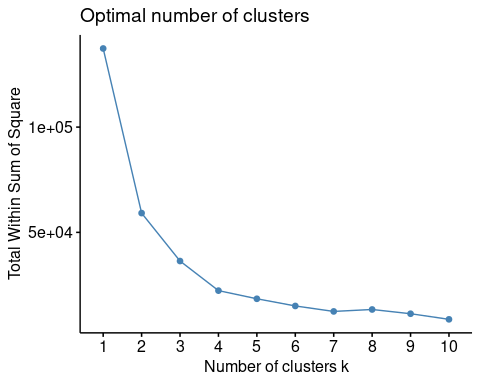 Optimal number of clusters
Total Within Sum of Square
1e+05
5e+04
1 2 3 4 5 6 7 8 9 10
Number of clusters k